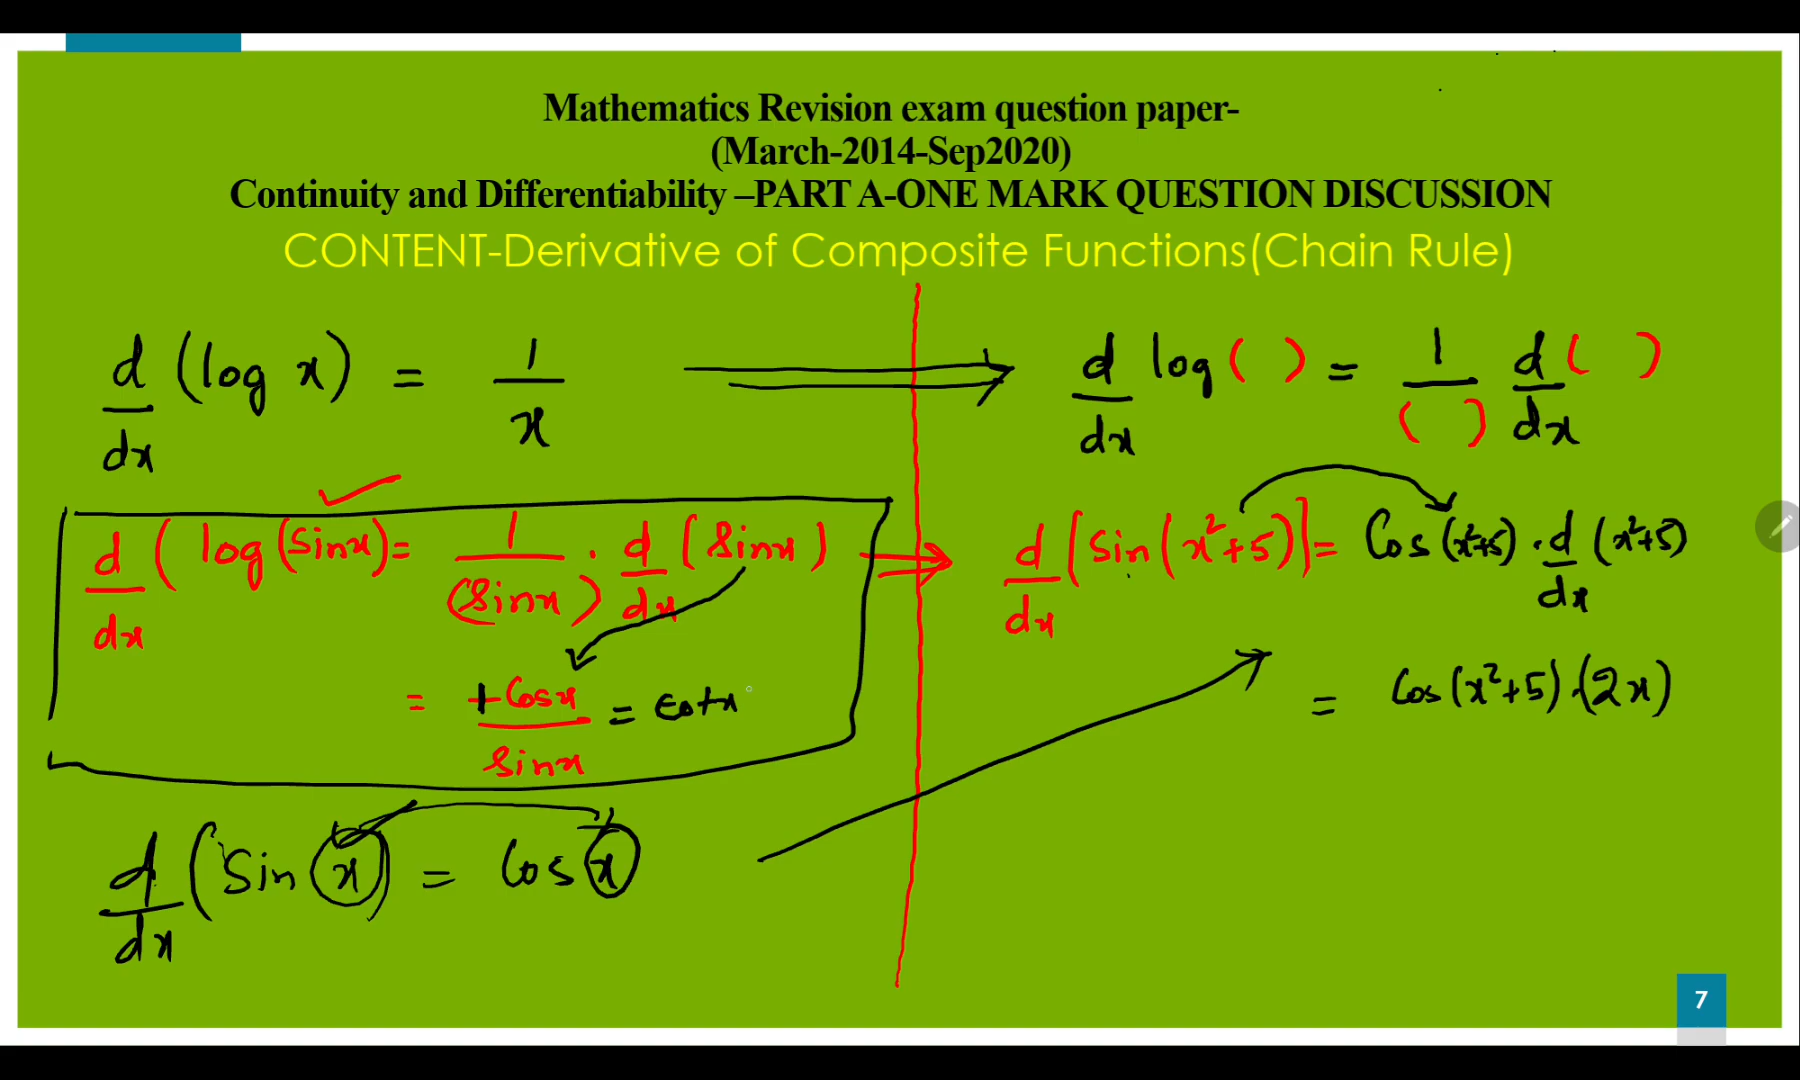 Mathematics Revision exam question paper-
(March-2014-Sep2020)
Continuity and Differentiability –PART A-ONE MARK QUESTION DISCUSSION
CONTENT-Derivative of Composite Functions(Chain Rule)
d/dx (log x) = 1/x
d/dx log( ) = 1/( ) d/dx ( )
d/dx (log(sinx) = 1/(sinx) . d/dx (sinx)
= + cosx/sinx = cotx
d/dx (Sin(x)) = Cos x
d/dx [sin(x²+5)] = Cos(x²+5) . d/dx (x²+5)
= Cos(x²+5).(2x)
7